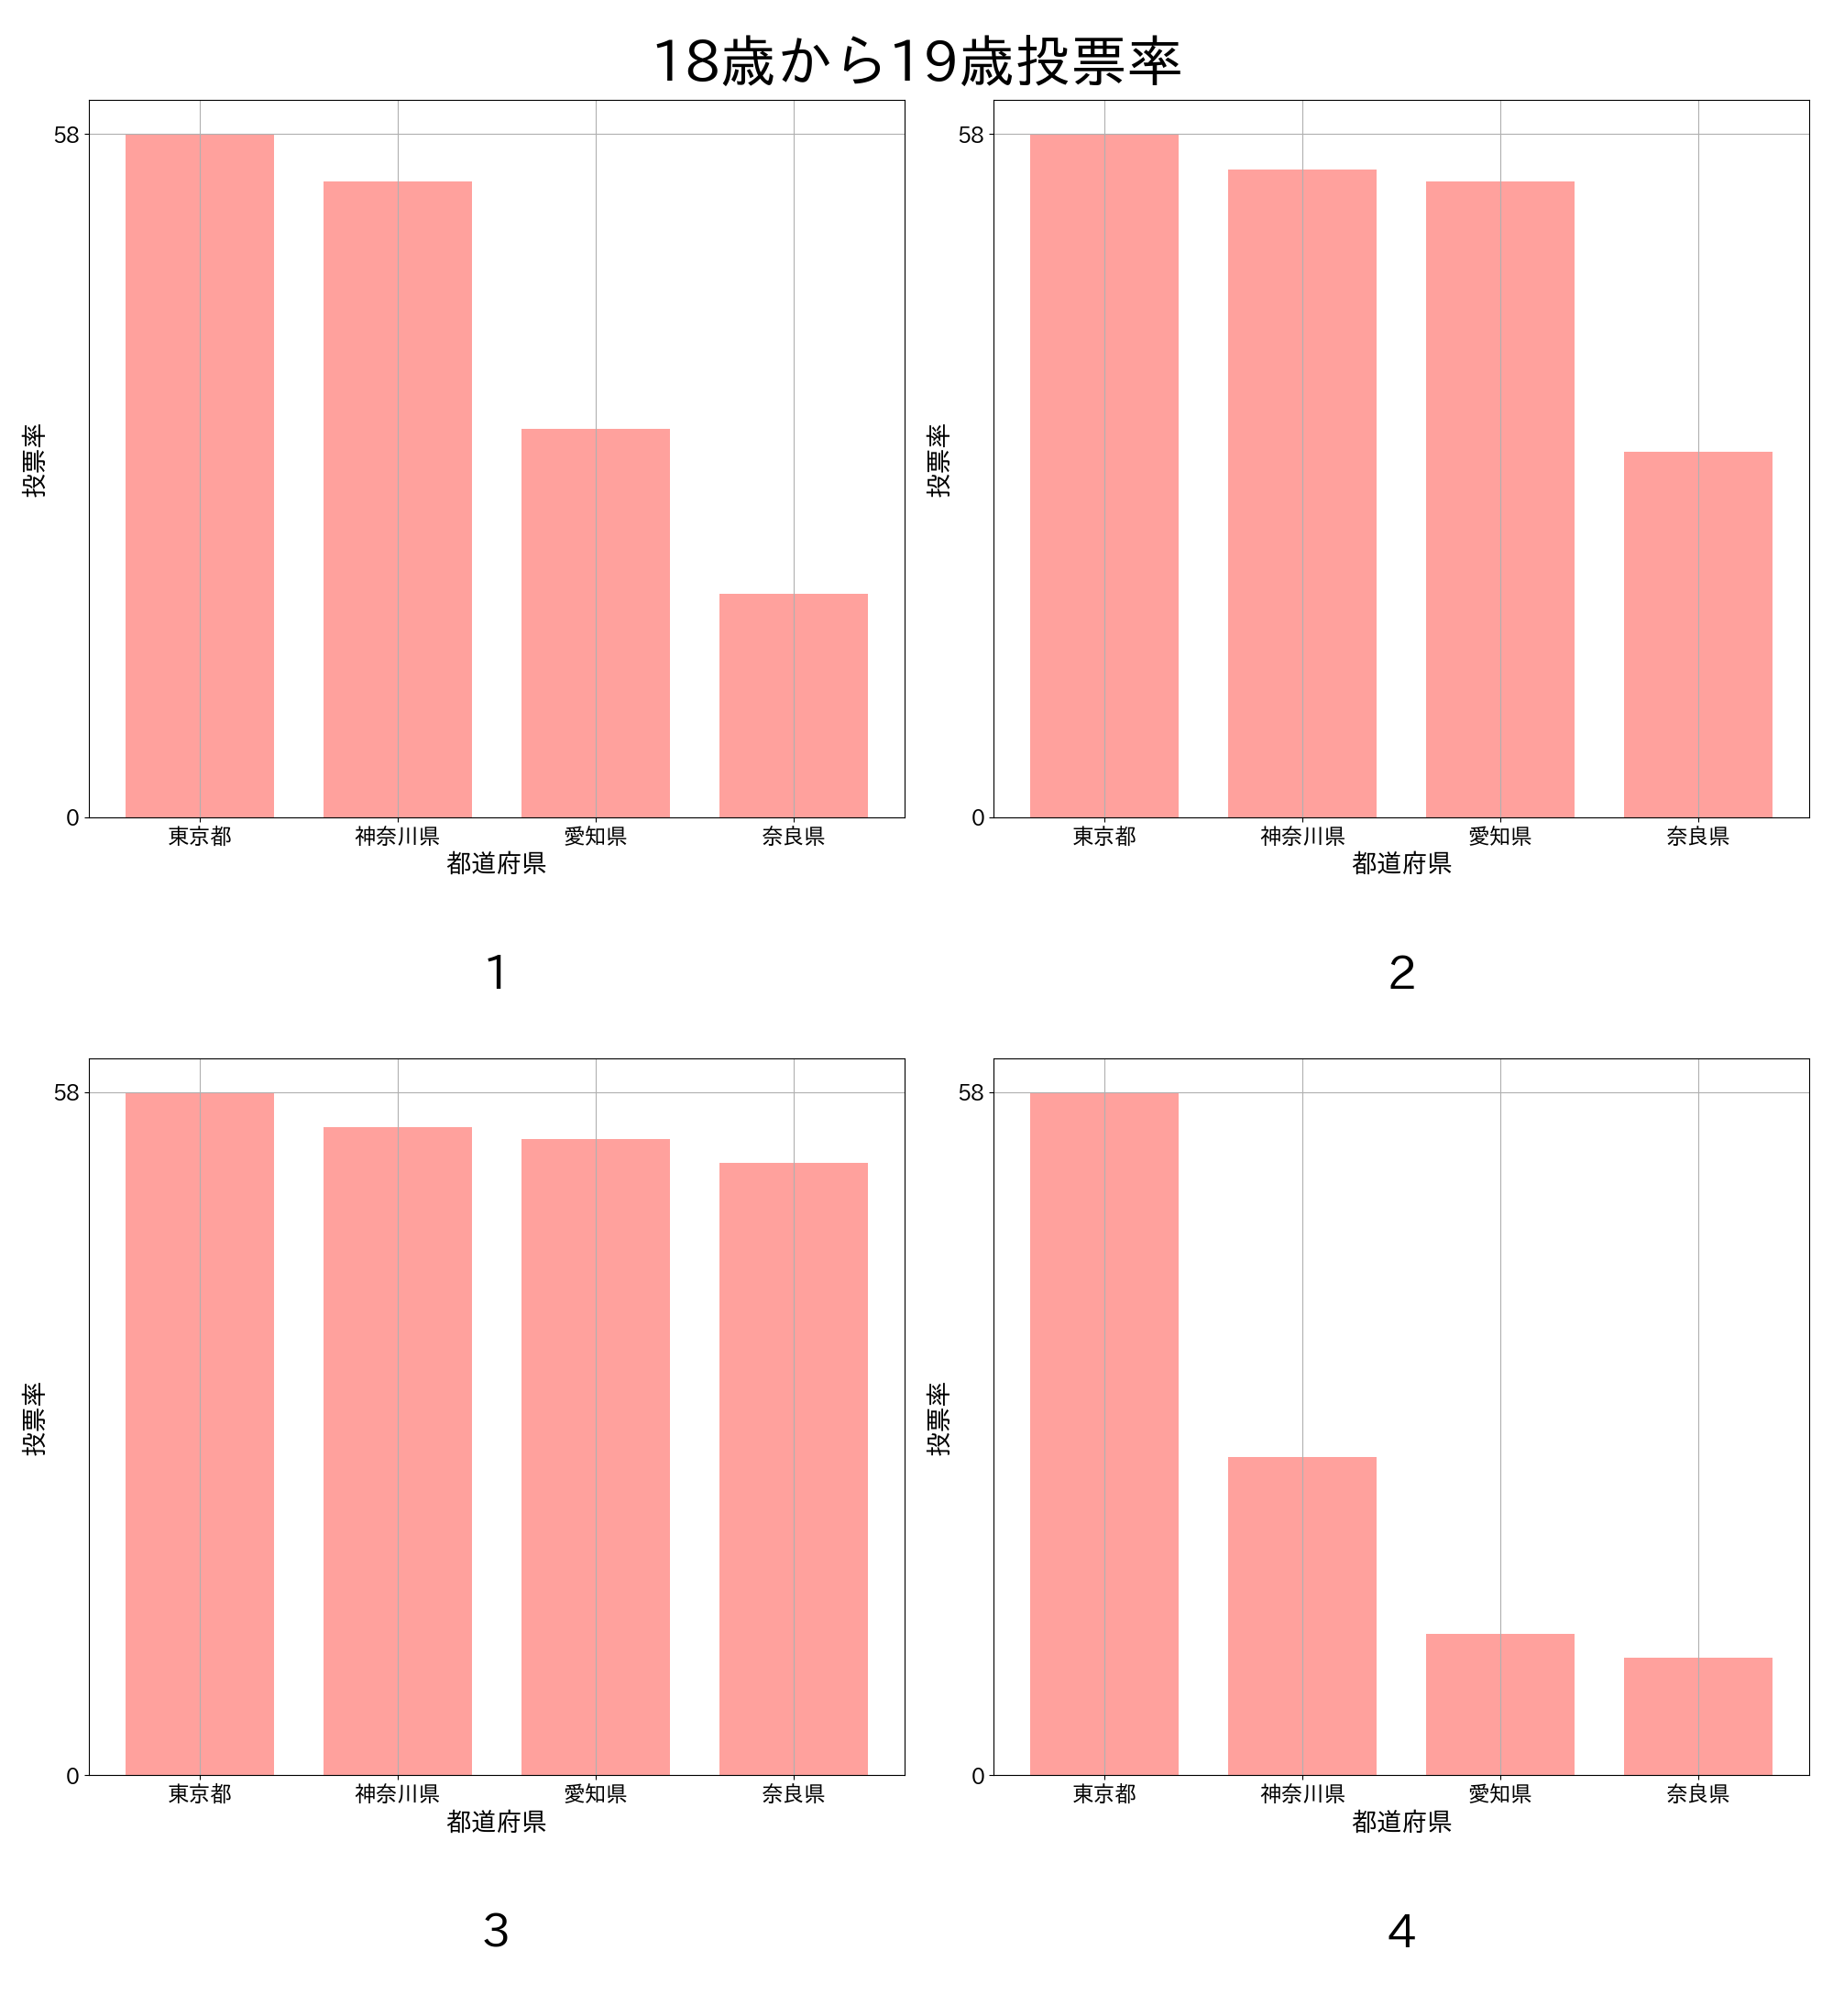 18歳から19歳投票率
58
0
投票率
東京都 神奈川県 愛知県 奈良県
都道府県
1
58
0
投票率
東京都 神奈川県 愛知県 奈良県
都道府県
2
58
0
投票率
東京都 神奈川県 愛知県 奈良県
都道府県
3
58
0
投票率
東京都 神奈川県 愛知県 奈良県
都道府県
4